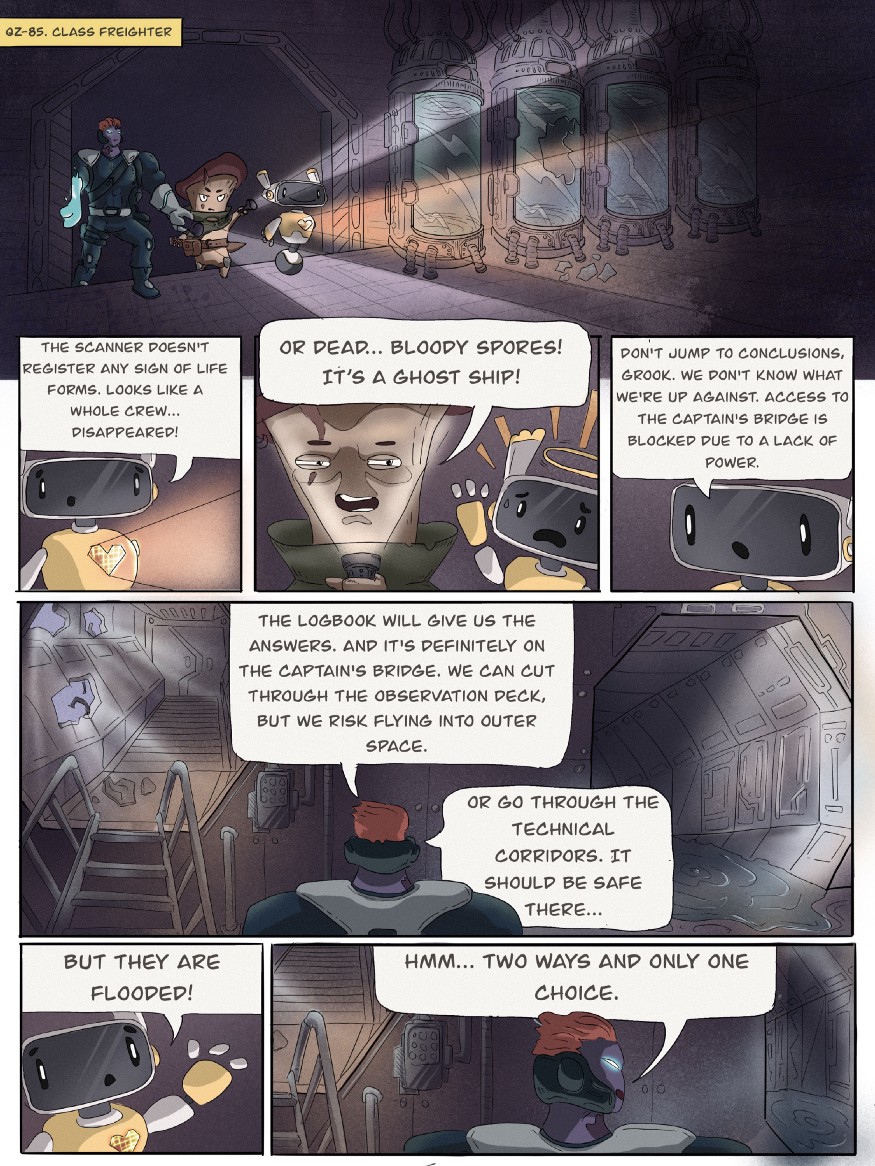 QZ-85. CLASS FREIGHTER
THE SCANNER DOESN'T
REGISTER ANY SIGN OF LIFE
FORMS. LOOKS LIKE A
WHOLE CREW...
DISAPPEARED!
OR DEAD... BLOODY SPORES!
IT'S A GHOST SHIP!
DON'T JUMP TO CONCLUSIONS,
GROOK. WE DON'T KNOW WHAT
WE'RE UP AGAINST. ACCESS TO
THE CAPTAIN'S BRIDGE IS
BLOCKED DUE TO A LACK OF
POWER.
THE LOGBOOK WILL GIVE US THE
ANSWERS. AND IT'S DEFINITELY ON
THE CAPTAIN'S BRIDGE. WE CAN CUT
THROUGH THE OBSERVATION DECK,
BUT WE RISK FLYING INTO OUTER
SPACE.
OR GO THROUGH THE
TECHNICAL
CORRIDORS. IT
SHOULD BE SAFE
THERE...
BUT THEY ARE
FLOODED!
HMM... TWO WAYS AND ONLY ONE
CHOICE.